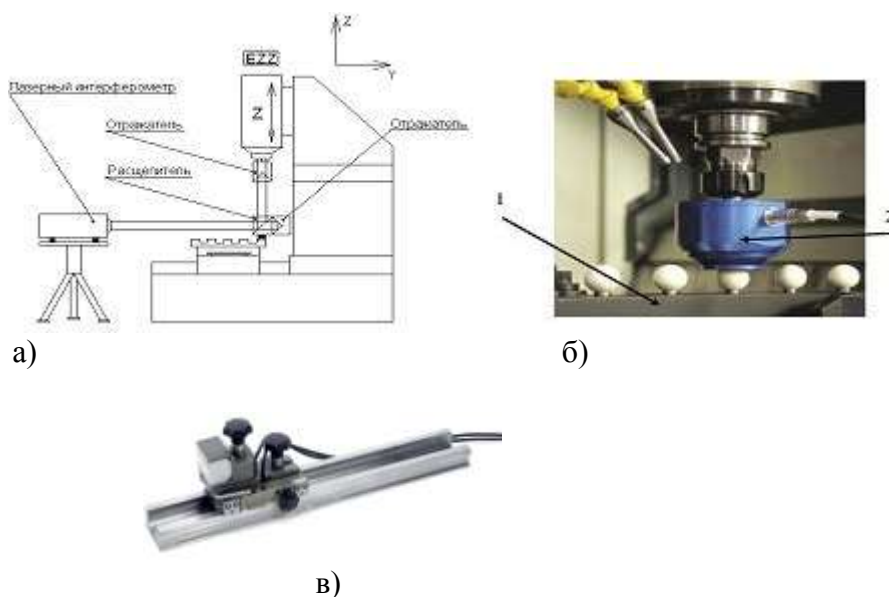 Z
Y
EZZ
Лазерный интерферометр
Z
Отражатель
Отражатель
Расщепитель
1
2
а)
б)
в)